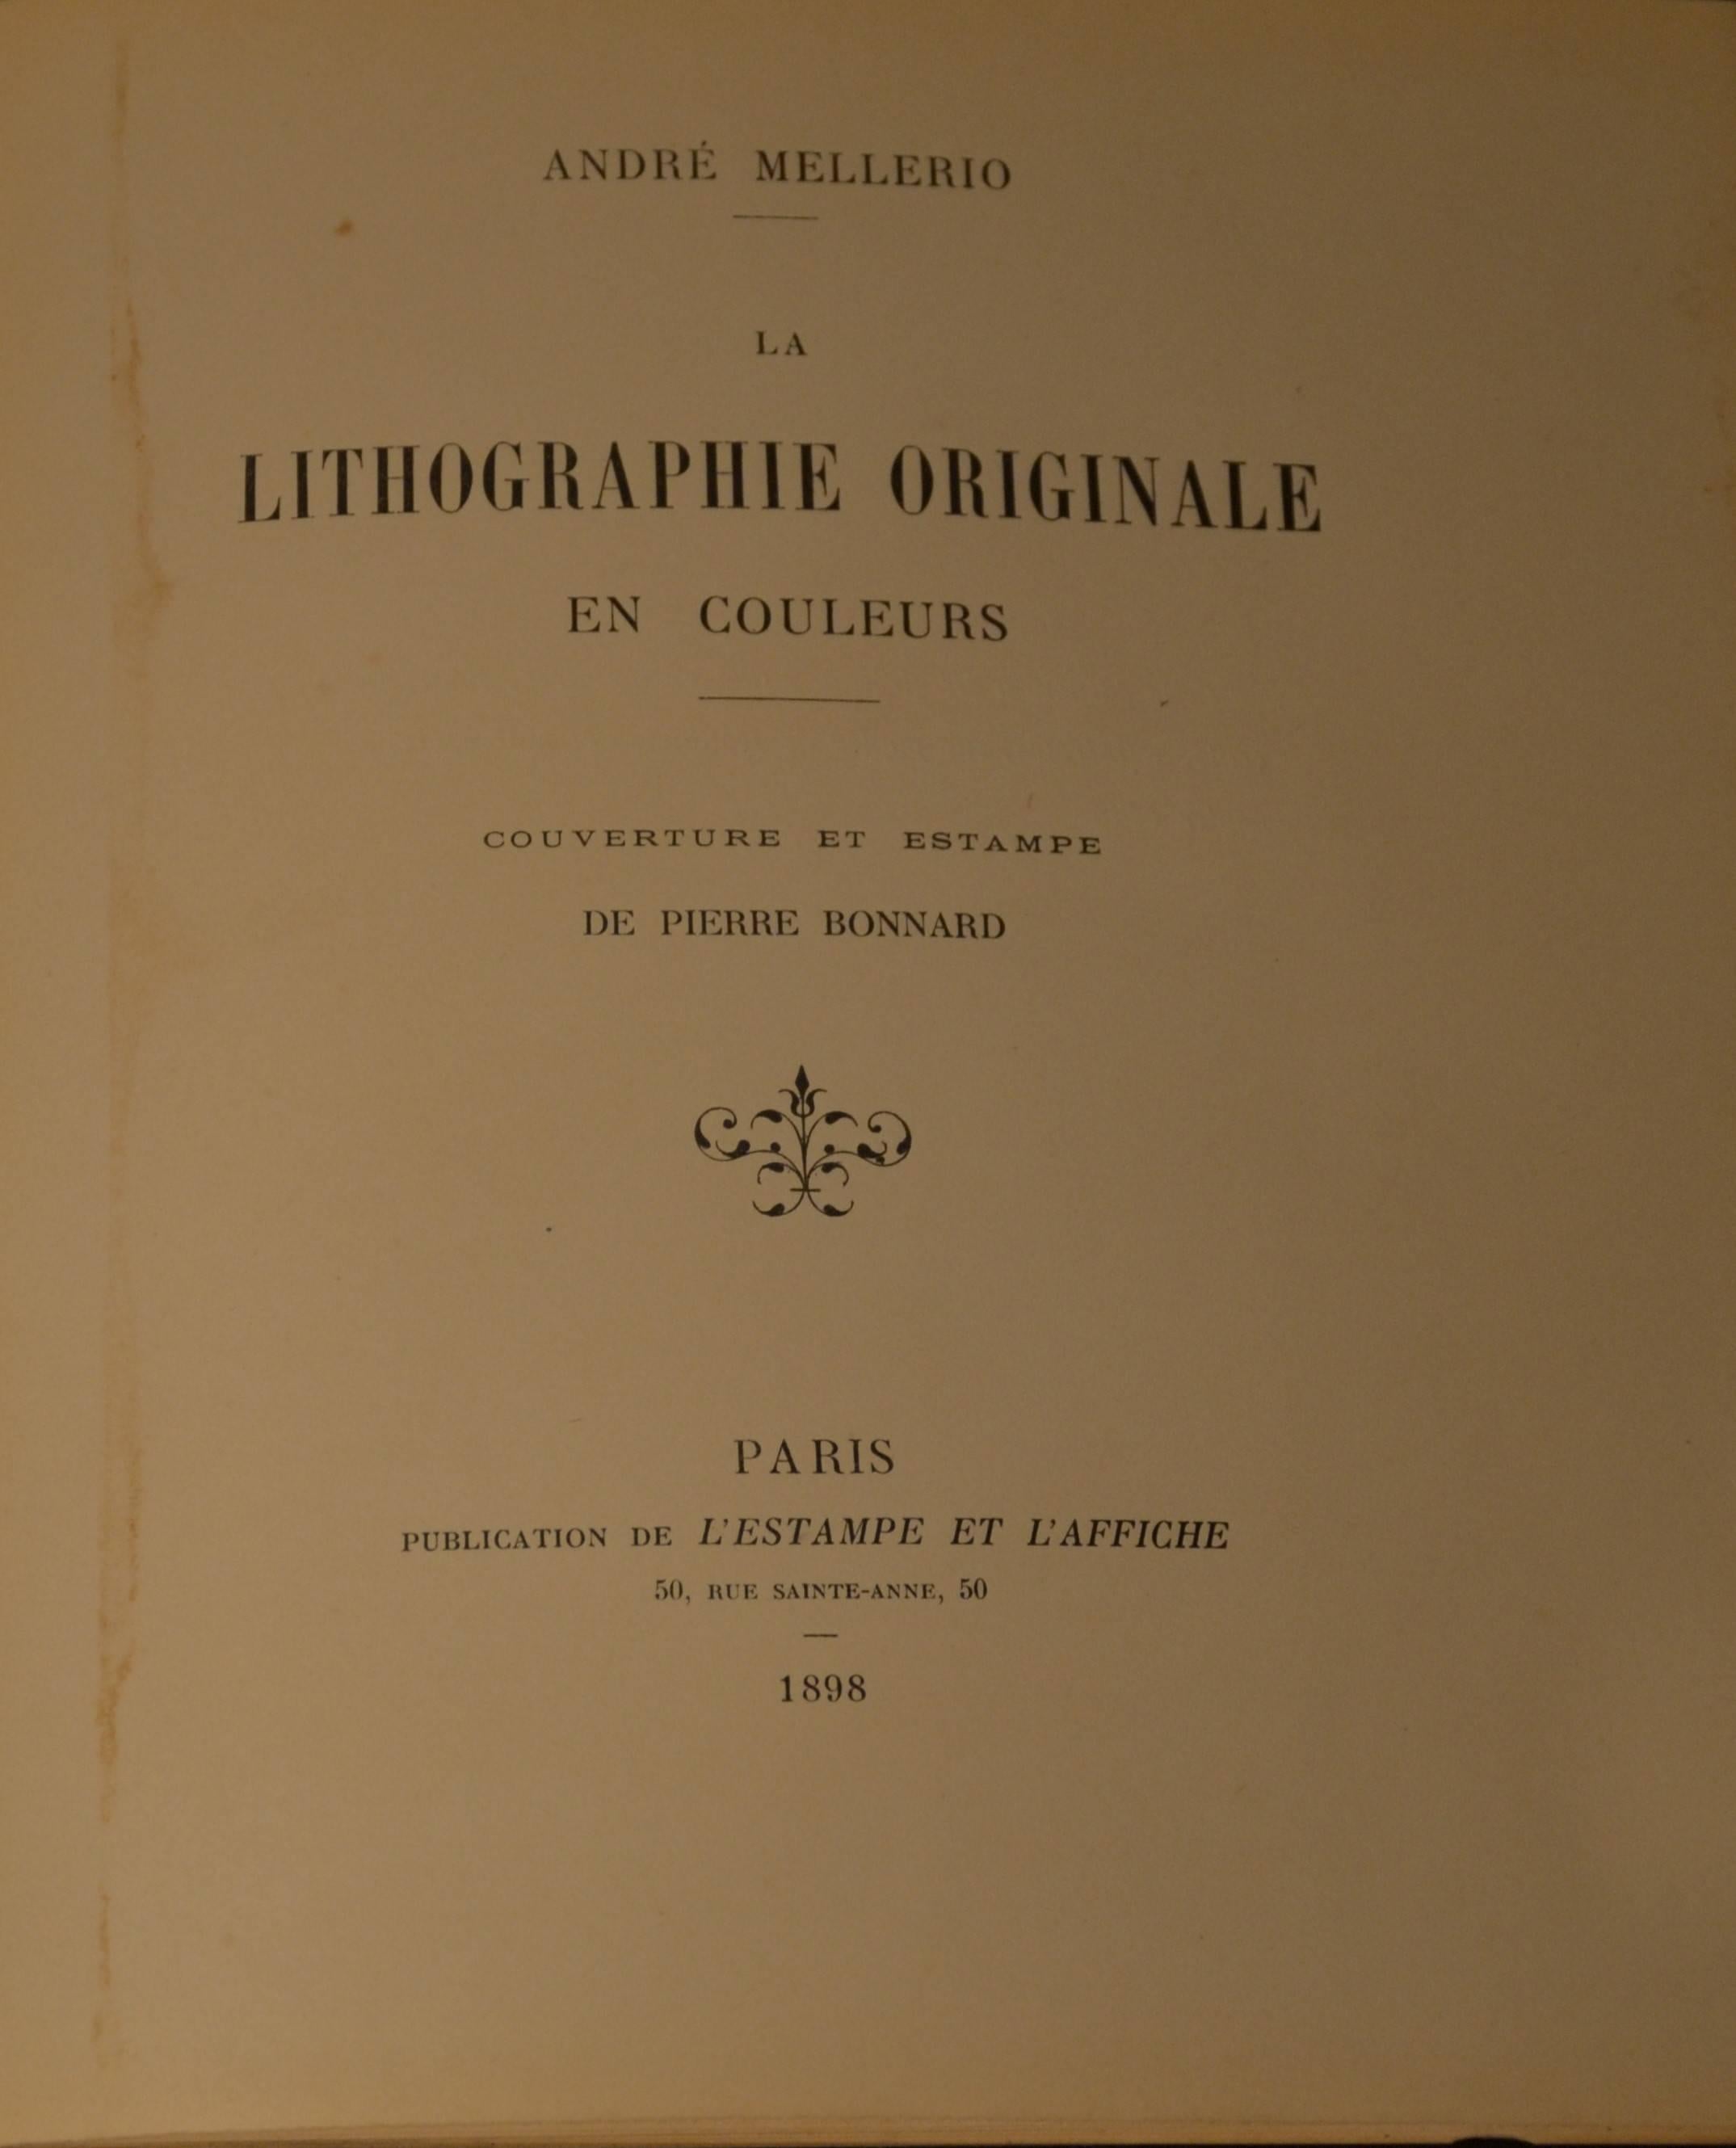 ANDRÉ MELLERIO
LA
LITHOGRAPHIE ORIGINALE
EN COULEURS
COUVERTURE ET ESTAMPE
DE PIERRE BONNARD
PARIS
PUBLICATION DE L'ESTAMPE ET L'AFFICHE
50, RUE SAINTE-ANNE, 50
1898